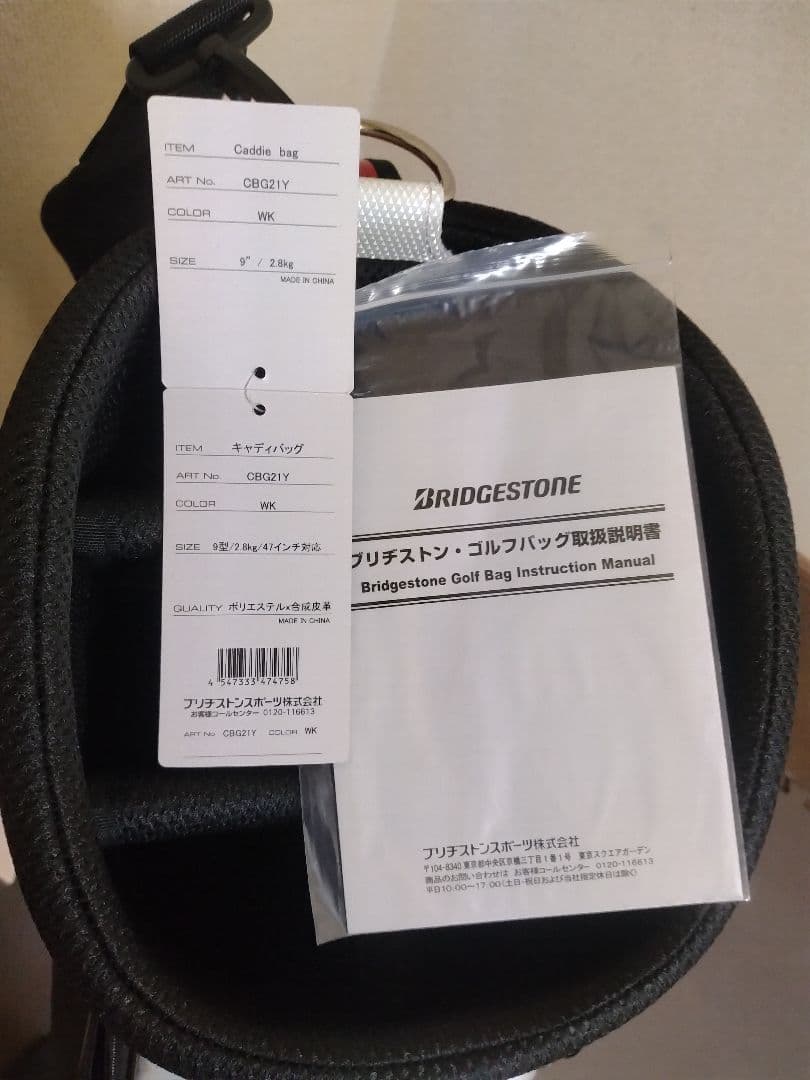 ITEM Caddie bag
ART No. CBG21Y
COLOR WK
SIZE 9" / 2.8kg
MADE IN CHINA
ITEM キャディバッグ
ART No. CBG21Y
COLOR WK
SIZE 9型/2.8kg/47インチ対応
QUALITY ポリエステル×合成皮革
MADE IN CHINA
4 547333 474758
ブリヂストンスポーツ株式会社
お客様コールセンター 0120-116613
ART No CBG21Y COLOR WK
BRIDGESTONE
ブリヂストン・ゴルフバッグ取扱説明書
Bridgestone Golf Bag Instruction Manual
ブリヂストンスポーツ株式会社
〒104-8340 東京都中央区京橋三丁目1番1号 東京スクエアガーデン
商品のお問い合わせは お客様コールセンター 0120-116613
平日10:00〜17:00(土日・祝日および当社指定休日は除く)